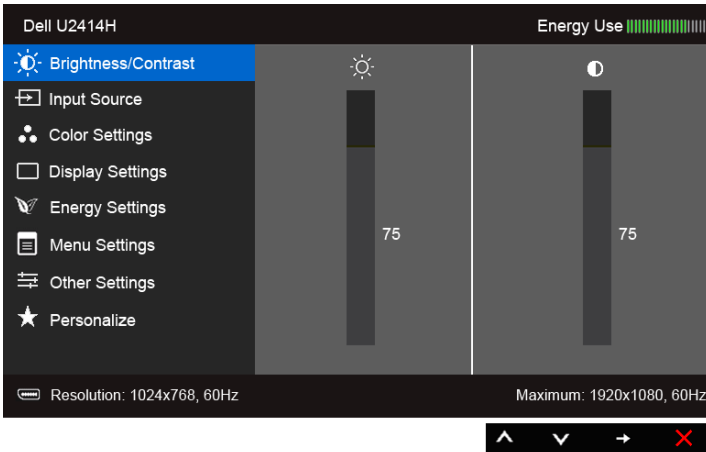 Dell U2414H Energy Use
Brightness/Contrast
Input Source
Color Settings
Display Settings
Energy Settings
Menu Settings
Other Settings
Personalize
75 75
Resolution: 1024x768, 60Hz Maximum: 1920x1080, 60Hz